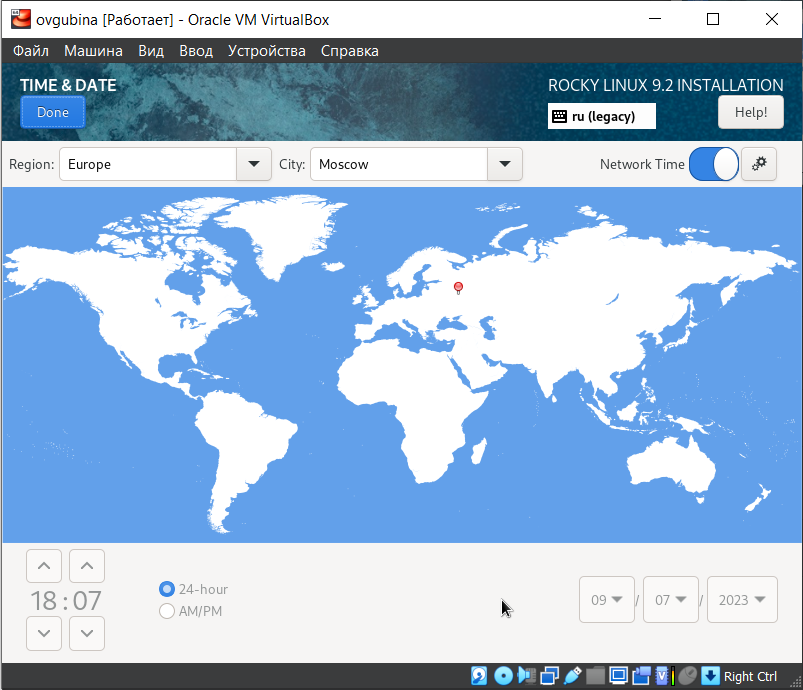 ovgubina [Работает] - Oracle VM VirtualBox
Файл Машина Вид Ввод Устройства Справка
TIME & DATE
ROCKY LINUX 9.2 INSTALLATION
Done
ru (legacy)
Help!
Region: Europe City: Moscow Network Time
18:07
24-hour
AM/PM
09 / 07 / 2023
Right Ctrl